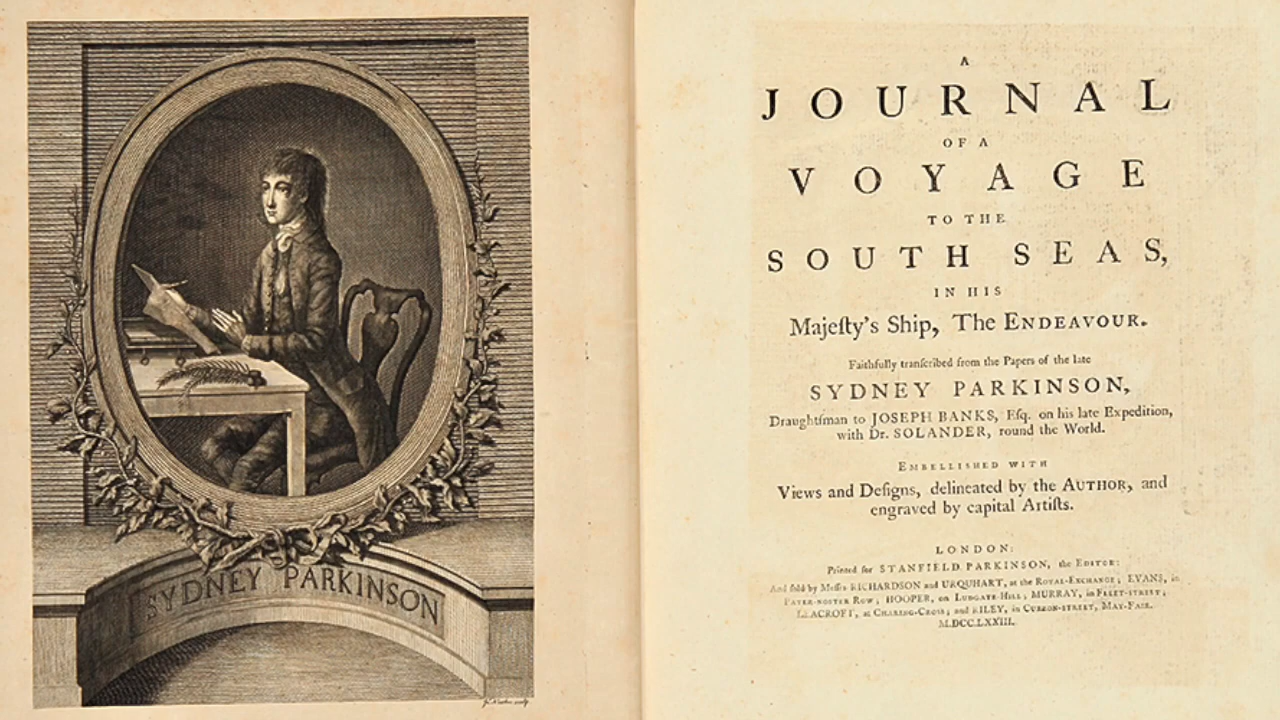 SYDNEY PARKINSON
A
JOURNAL
OF A
VOYAGE
TO THE
SOUTH SEAS,
IN HIS
Majeſty's Ship, The ENDEAVOUR.
Faithfully tranſcribed from the Papers of the late
SYDNEY PARKINSON,
Draughtſman to JOSEPH BANKS, Eſq. on his late Expedition,
with Dr. SOLANDER, round the World.
EMBELLISHED WITH
Views and Deſigns, delineated by the AUTHOR, and
engraved by capital Artiſts.
LONDON:
Printed for STANFIELD PARKINSON, the EDITOR:
And ſold by Meſſrs RICHARDSON and URQUHART, at the ROYAL-EXCHANGE; EVANS, in
PATER-NOSTER ROW; HOOPER, on LUDGATE-HILL; MURRAY, in FLEET-STREET;
LEACROFT, at CHARING-CROSS; and RILEY, in CURZON-STREET, MAY-FAIR.
M.DCC.LXXIII.